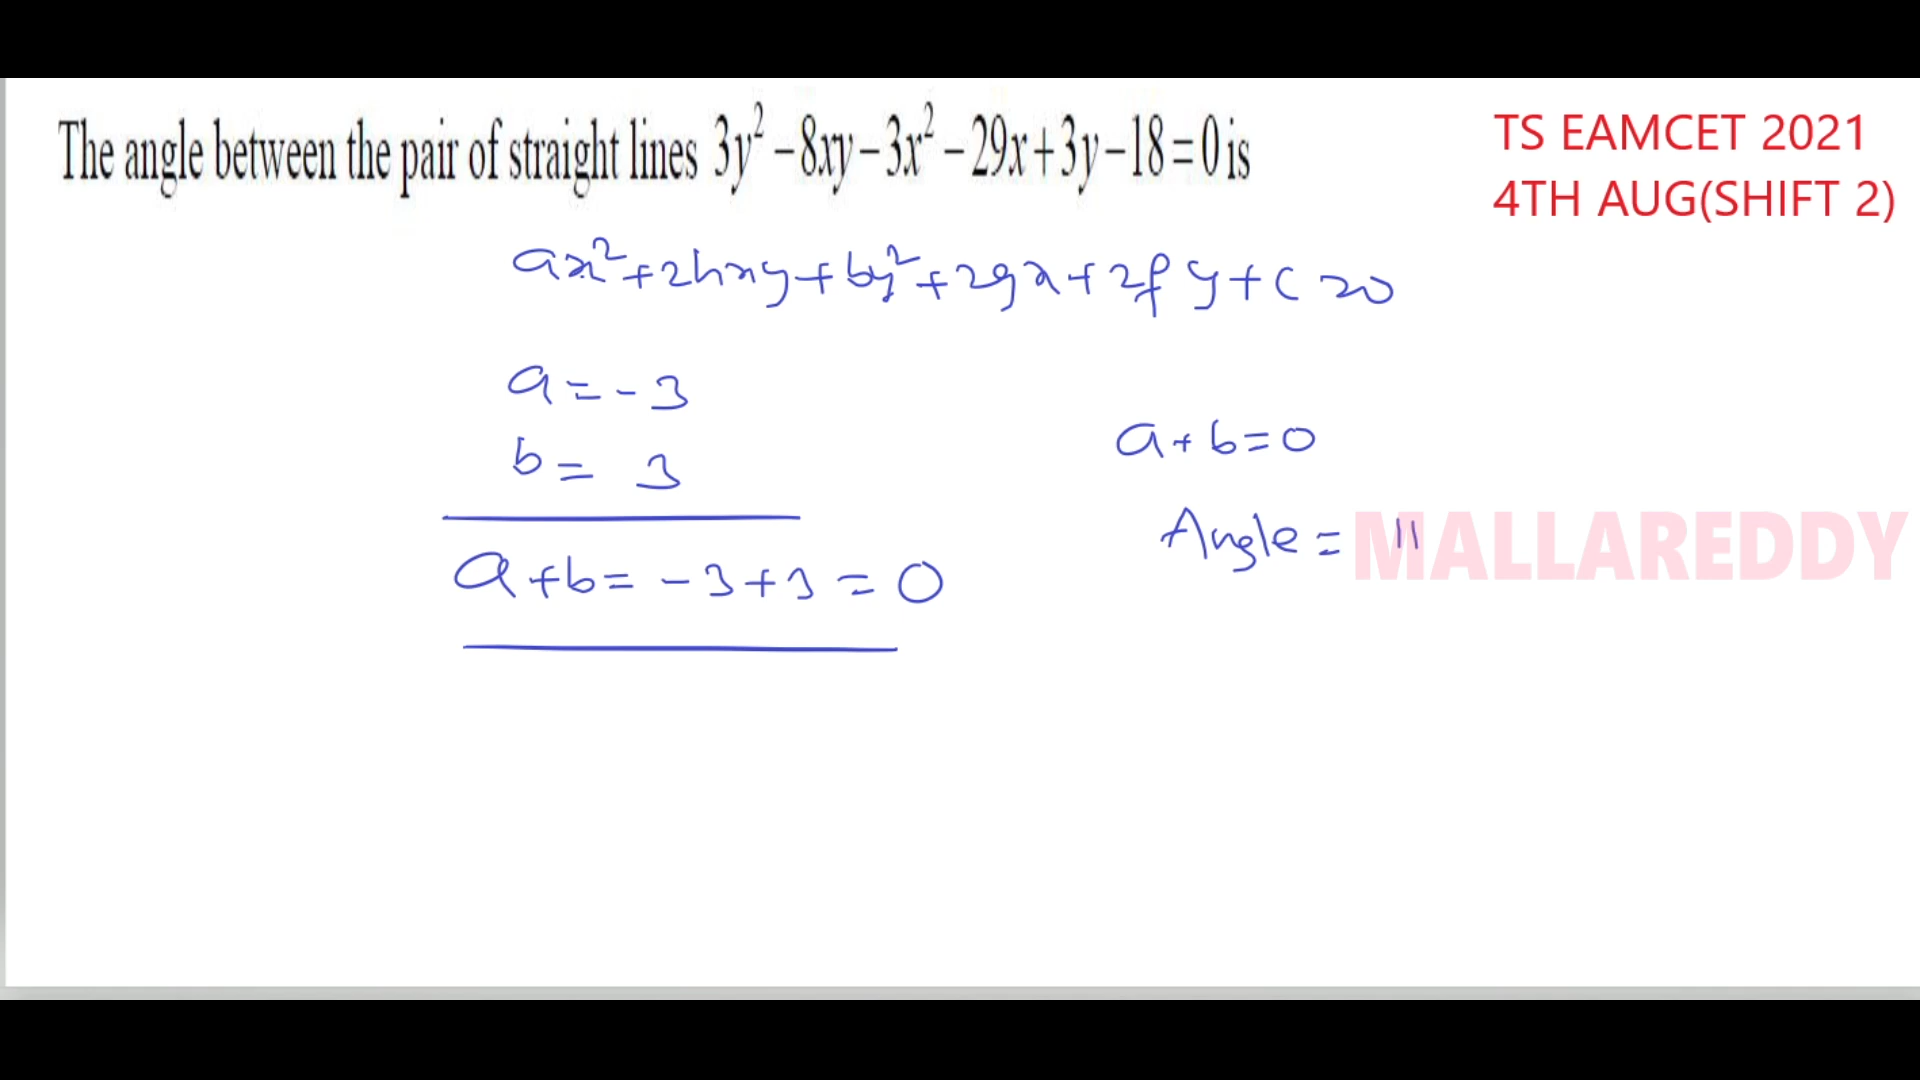 The angle between the pair of straight lines 3y² – 8xy – 3x² – 29x + 3y – 18 = 0 is
TS EAMCET 2021
4TH AUG(SHIFT 2)
ax²+2hxy+by²+2gx+2fy+c=0
a=-3
b= 3
a+b= -3+3 = 0
a+b=0
Angle =
MALLAREDDY